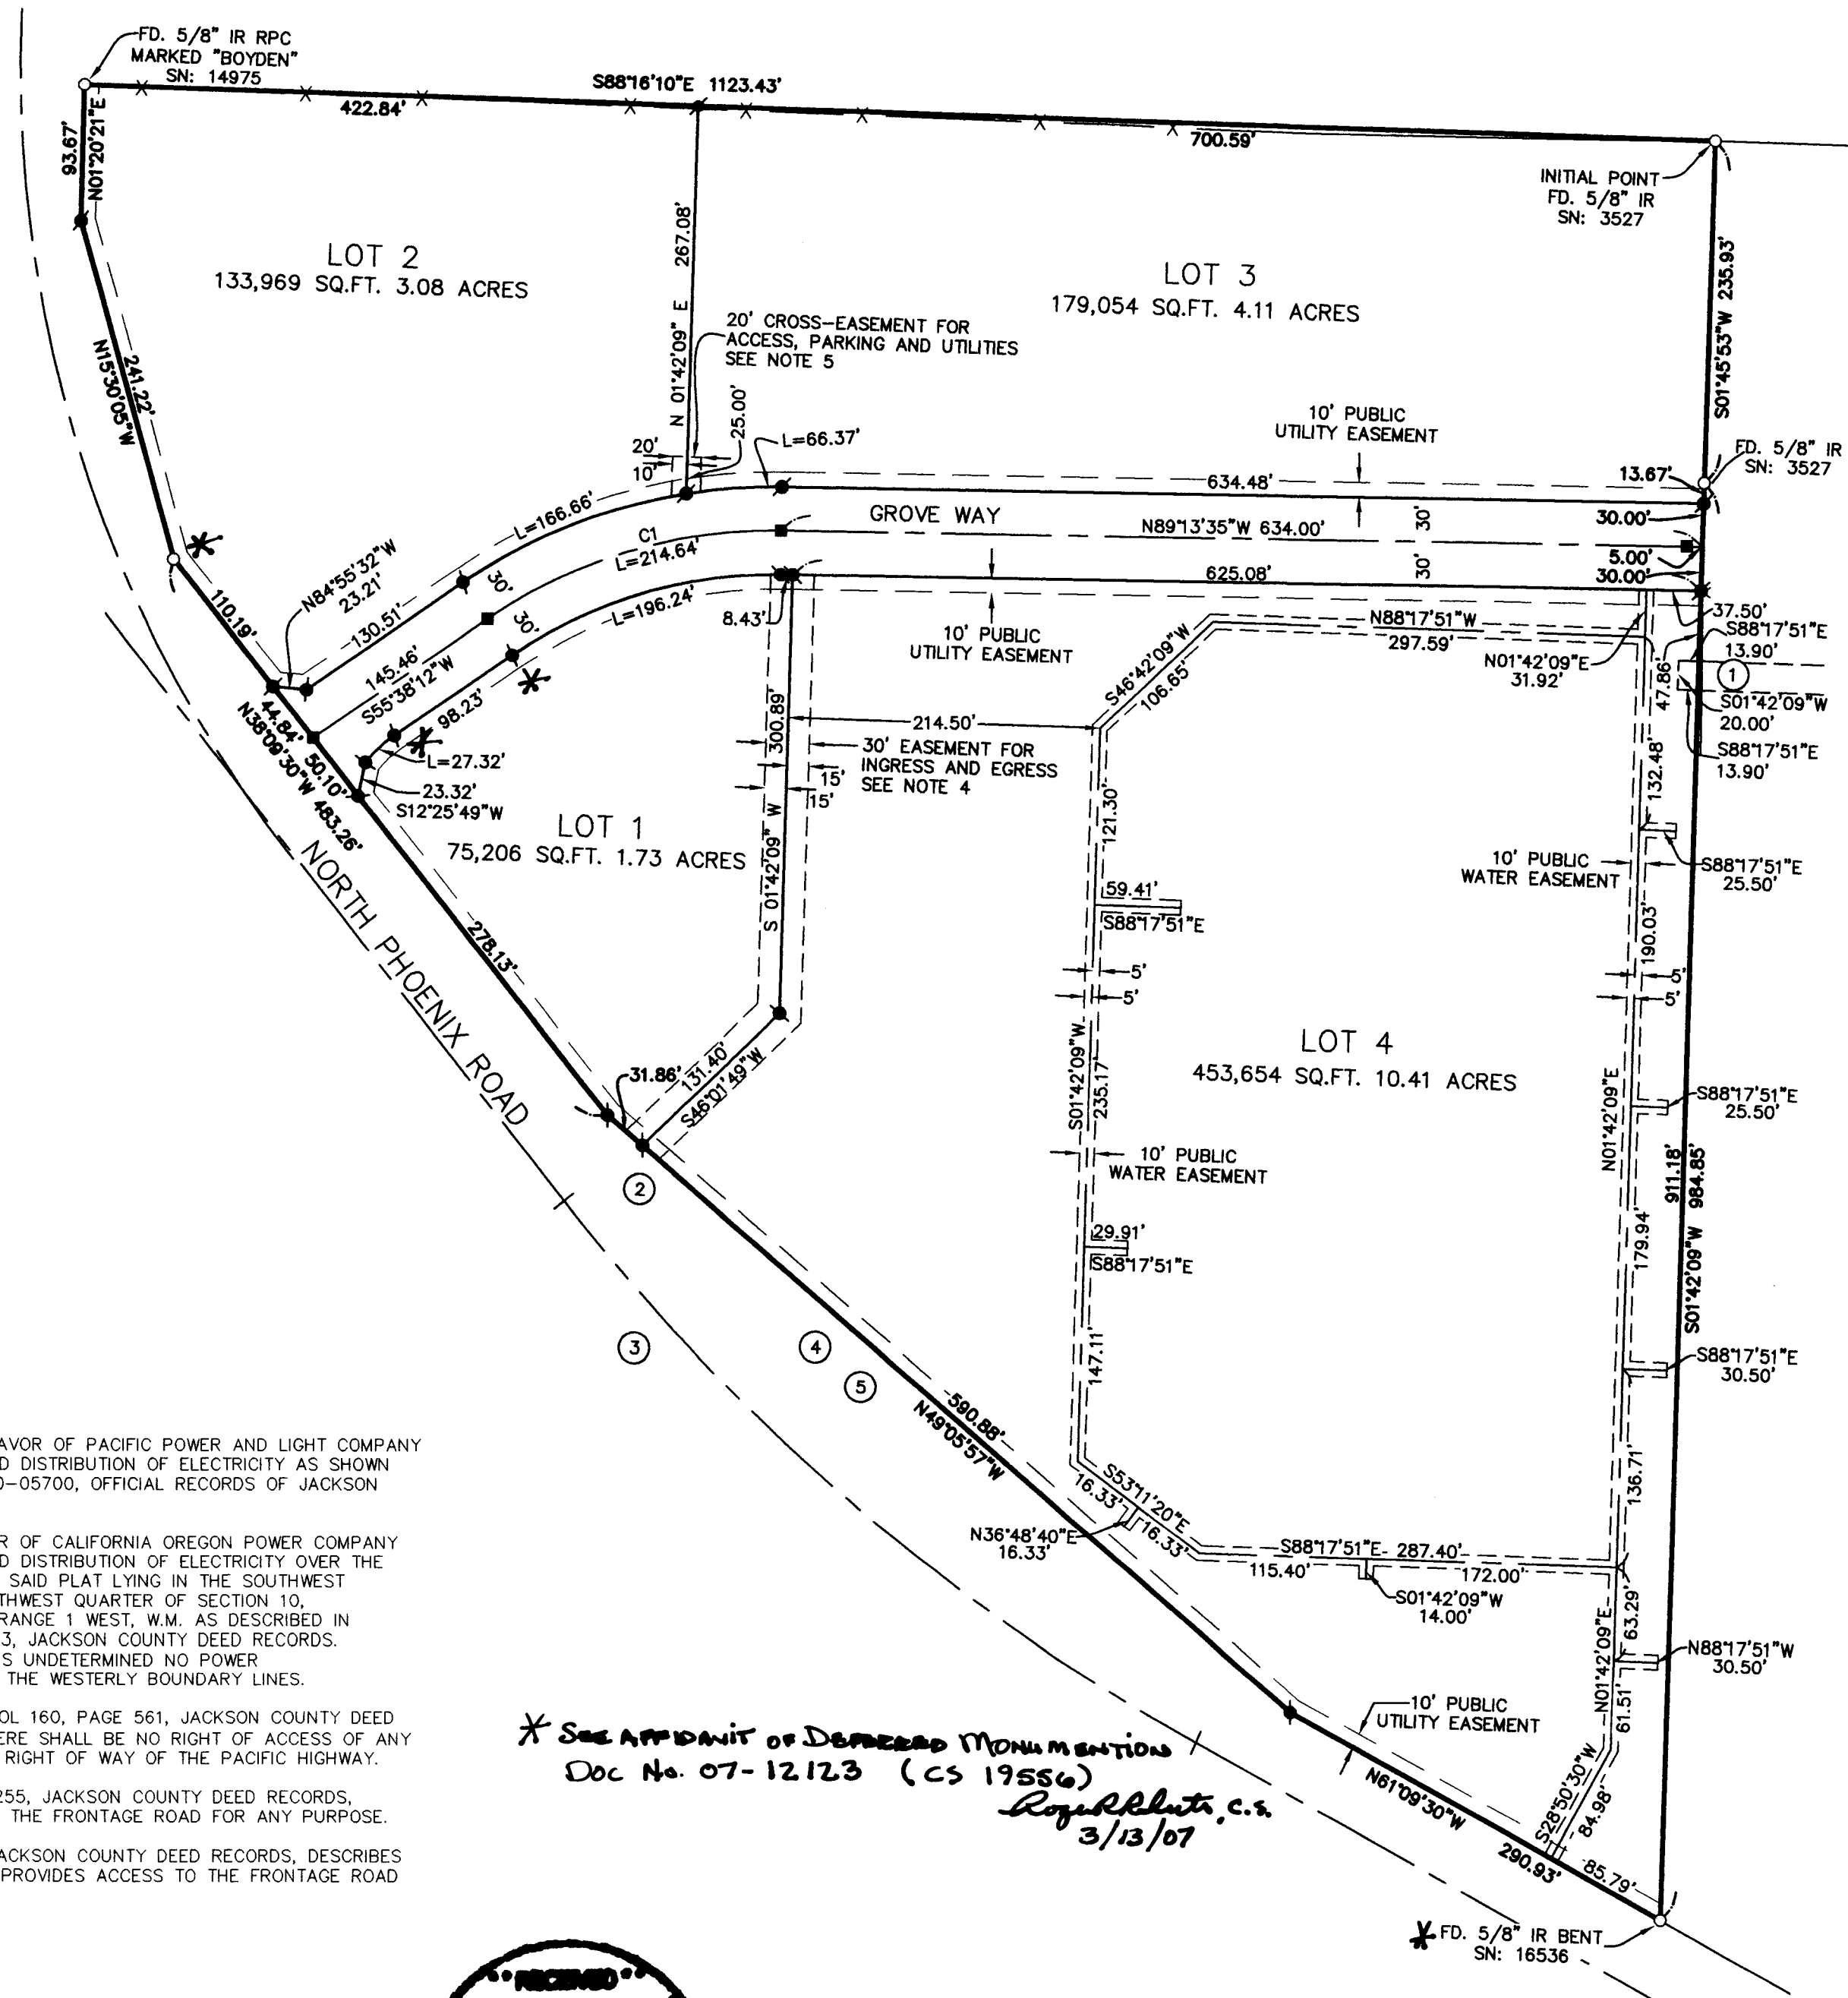 FD. 5/8" IR RPC
MARKED "BOYDEN"
SN: 14975
S88°16'10"E 1123.43'
422.84'
700.59'
93.67'
N01°20'21"E
INITIAL POINT
FD. 5/8" IR
SN: 3527
S01°45'53"W 235.93'
LOT 2
133,969 SQ.FT. 3.08 ACRES
N 01°42'09" E 267.08'
LOT 3
179,054 SQ.FT. 4.11 ACRES
20' CROSS-EASEMENT FOR
ACCESS, PARKING AND UTILITIES
SEE NOTE 5
241.22'
N15°30'05"W
25.00'
20'
10'
L=66.37'
10' PUBLIC
UTILITY EASEMENT
FD. 5/8" IR
SN: 3527
13.67'
634.48'
L=166.66'
GROVE WAY
30.00'
C1
L=214.64'
N89°13'35"W 634.00'
30'
5.00'
30.00'
N84°55'32"W
23.21'
130.51'
30'
30'
L=196.24'
8.43'
625.08'
30'
110.19'
145.46'
S55°38'12"W
98.23'
10' PUBLIC
UTILITY EASEMENT
S46°42'09"W
106.65'
N88°17'51"W
297.59'
N01°42'09"E
31.92'
37.50'
S88°17'51"E
13.90'
47.86'
1
S01°42'09"W
20.00'
S88°17'51"E
13.90'
44.84'
50.10'
N38°09'30"W 483.26'
L=27.32'
23.32'
S12°25'49"W
300.89'
S 01°42'09" W
214.50'
30' EASEMENT FOR
INGRESS AND EGRESS
SEE NOTE 4
15'
15'
LOT 1
75,206 SQ.FT. 1.73 ACRES
121.30'
132.48'
10' PUBLIC
WATER EASEMENT
S88°17'51"E
25.50'
NORTH PHOENIX ROAD
278.13'
59.41'
S88°17'51"E
190.03'
5'
5'
5'
5'
S01°42'09"W
235.17'
LOT 4
453,654 SQ.FT. 10.41 ACRES
31.86'
131.40'
S46°01'49"W
N01°42'09"E
S88°17'51"E
25.50'
10' PUBLIC
WATER EASEMENT
911.18'
S01°42'09"W 984.85'
2
29.91'
S88°17'51"E
179.94'
3
4
5
147.11'
S88°17'51"E
30.50'
590.88'
N49°05'57"W
136.71'
AVOR OF PACIFIC POWER AND LIGHT COMPANY
D DISTRIBUTION OF ELECTRICITY AS SHOWN
0-05700, OFFICIAL RECORDS OF JACKSON
S53°11'20"E
16.33'
16.33'
N36°48'40"E
16.33'
S88°17'51"E 287.40'
115.40'
172.00'
S01°42'09"W
14.00'
R OF CALIFORNIA OREGON POWER COMPANY
D DISTRIBUTION OF ELECTRICITY OVER THE
SAID PLAT LYING IN THE SOUTHWEST
THWEST QUARTER OF SECTION 10,
RANGE 1 WEST, W.M. AS DESCRIBED IN
3, JACKSON COUNTY DEED RECORDS.
S UNDETERMINED NO POWER
THE WESTERLY BOUNDARY LINES.
63.29'
N01°42'09"E
N88°17'51"W
30.50'
61.51'
OL 160, PAGE 561, JACKSON COUNTY DEED
ERE SHALL BE NO RIGHT OF ACCESS OF ANY
RIGHT OF WAY OF THE PACIFIC HIGHWAY.
10' PUBLIC
UTILITY EASEMENT
255, JACKSON COUNTY DEED RECORDS,
THE FRONTAGE ROAD FOR ANY PURPOSE.
ACKSON COUNTY DEED RECORDS, DESCRIBES
PROVIDES ACCESS TO THE FRONTAGE ROAD
* SEE AFFIDAVIT OF DEFERRED MONUMENTION
DOC No. 07-12123 (CS 19556)
C.S.
3/13/07
N61°09'30"W
290.93'
S28°50'30"W
84.98'
85.79'
* FD. 5/8" IR BENT
SN: 16536
RECEIVED